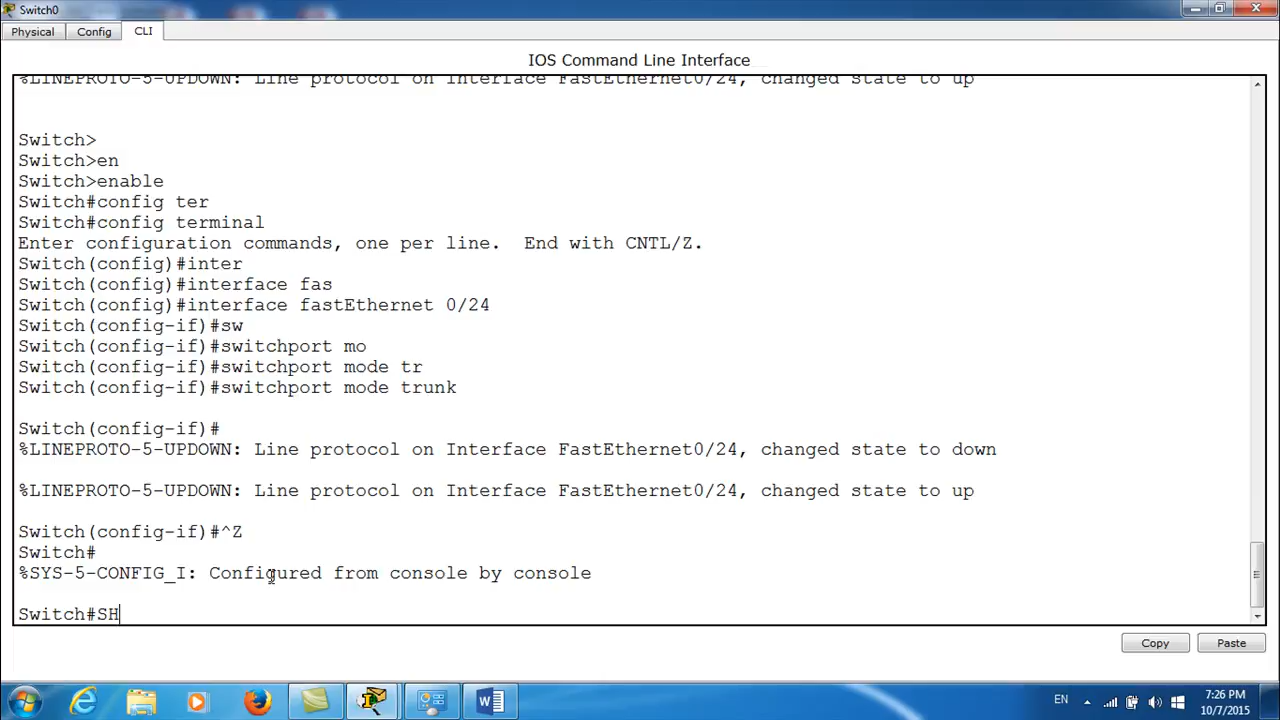 Switch0
Physical Config CLI
IOS Command Line Interface
%LINEPROTO-5-UPDOWN: Line protocol on Interface FastEthernet0/24, changed state to up
Switch>
Switch>en
Switch>enable
Switch#config ter
Switch#config terminal
Enter configuration commands, one per line.  End with CNTL/Z.
Switch(config)#inter
Switch(config)#interface fas
Switch(config)#interface fastEthernet 0/24
Switch(config-if)#sw
Switch(config-if)#switchport mo
Switch(config-if)#switchport mode tr
Switch(config-if)#switchport mode trunk
Switch(config-if)#
%LINEPROTO-5-UPDOWN: Line protocol on Interface FastEthernet0/24, changed state to down
%LINEPROTO-5-UPDOWN: Line protocol on Interface FastEthernet0/24, changed state to up
Switch(config-if)#^Z
Switch#
%SYS-5-CONFIG_I: Configured from console by console
Switch#SH
Copy Paste
EN 7:26 PM
10/7/2015